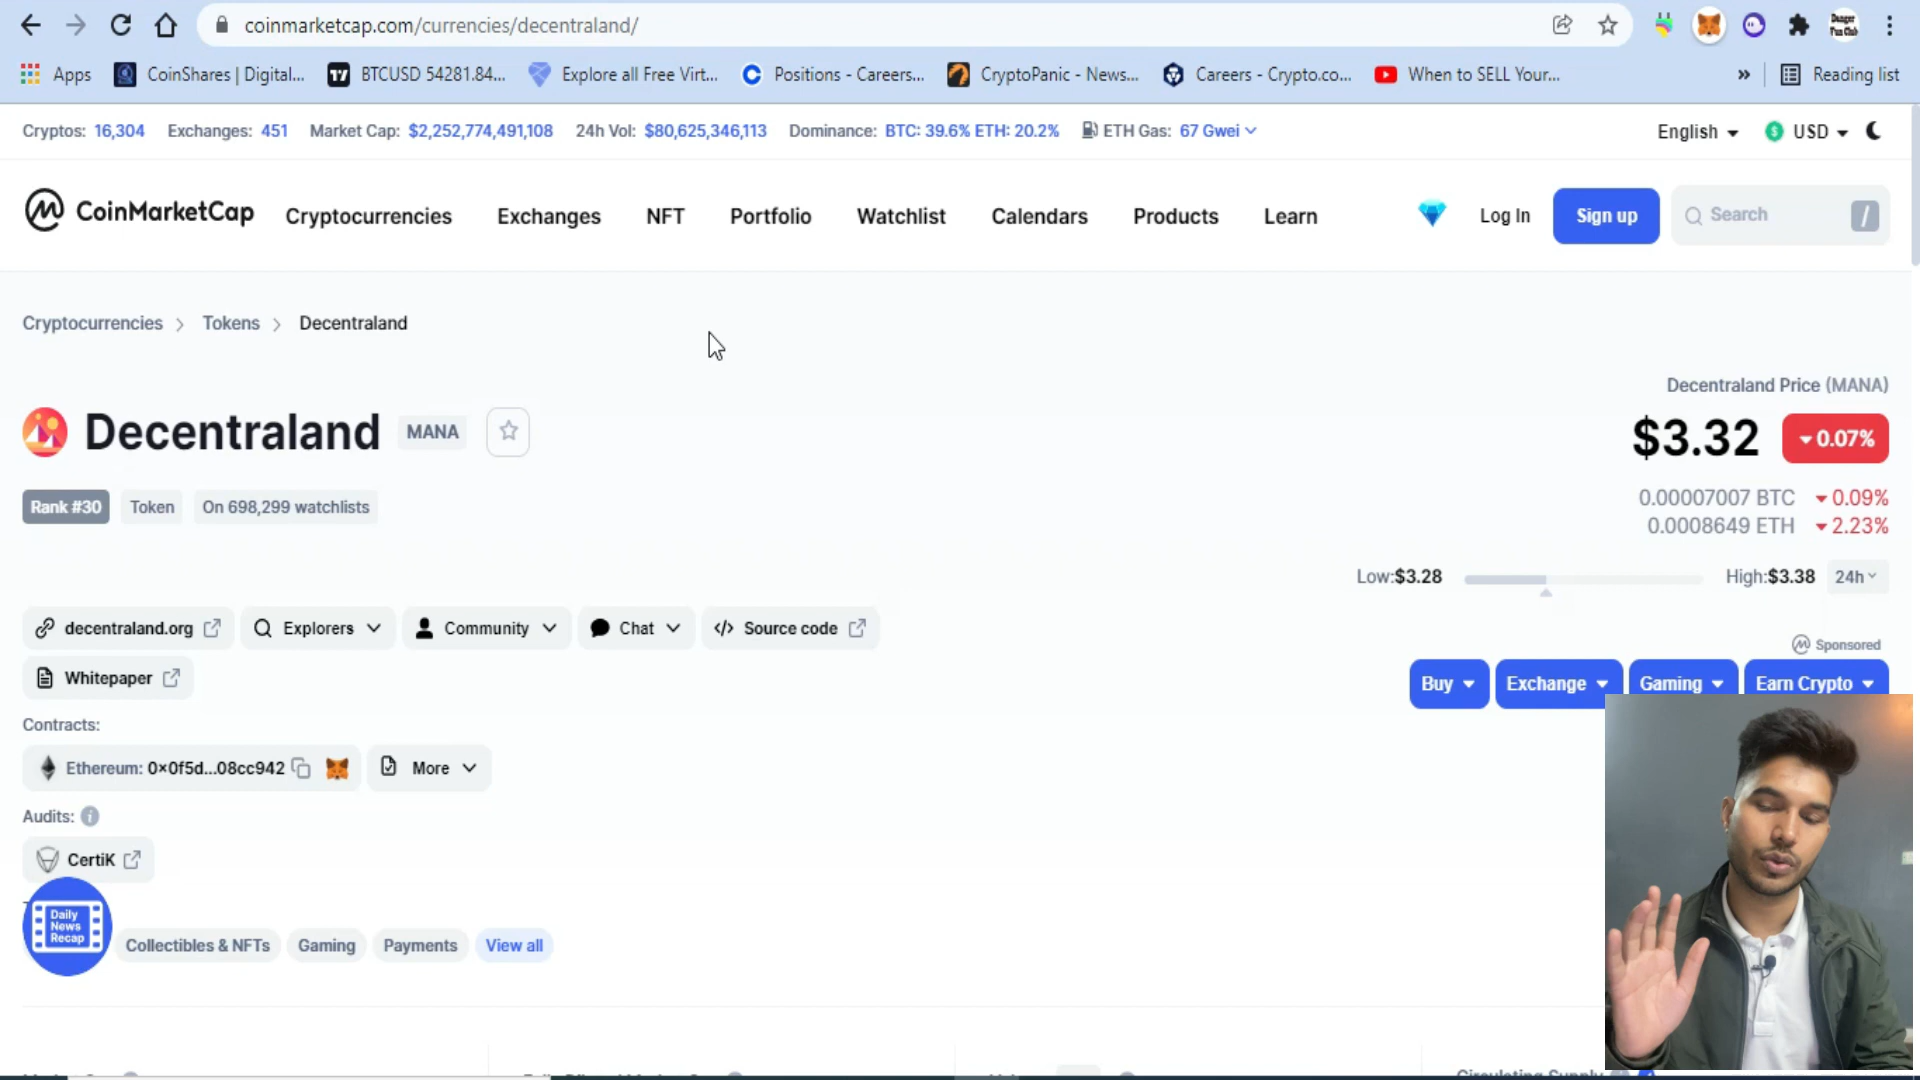 coinmarketcap.com/currencies/decentraland/
Apps CoinShares | Digital... BTCUSD 54281.84... Explore all Free Virt... Positions - Careers... CryptoPanic - News... Careers - Crypto.co... When to SELL Your... » Reading list
Cryptos: 16,304 Exchanges: 451 Market Cap: $2,252,774,491,108 24h Vol: $80,625,346,113 Dominance: BTC: 39.6% ETH: 20.2% ETH Gas: 67 Gwei English USD
CoinMarketCap Cryptocurrencies Exchanges NFT Portfolio Watchlist Calendars Products Learn Log In Sign up Search /
Cryptocurrencies > Tokens > Decentraland
Decentraland Price (MANA)
Decentraland MANA
$3.32 0.07%
Rank #30 Token On 698,299 watchlists
0.00007007 BTC 0.09%
0.0008649 ETH 2.23%
Low:$3.28 High:$3.38 24h
decentraland.org Explorers Community Chat </> Source code
Sponsored
Whitepaper
Buy Exchange Gaming Earn Crypto
Contracts:
Ethereum: 0x0f5d...08cc942 More
Audits:
CertiK
Daily
News
Recap
Collectibles & NFTs Gaming Payments View all